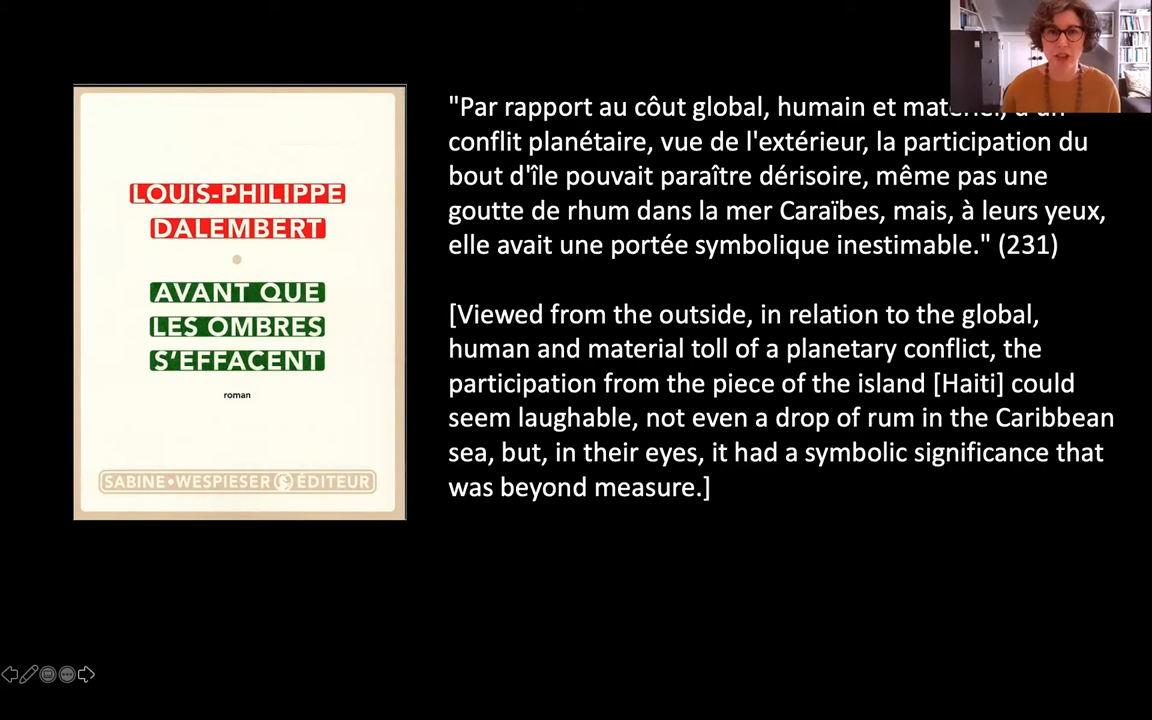 LOUIS-PHILIPPE
DALEMBERT
AVANT QUE
LES OMBRES
S'EFFACENT
roman
SABINE•WESPIESER ÉDITEUR
"Par rapport au côut global, humain et
conflit planétaire, vue de l'extérieur, la participation du
bout d'île pouvait paraître dérisoire, même pas une
goutte de rhum dans la mer Caraïbes, mais, à leurs yeux,
elle avait une portée symbolique inestimable." (231)
[Viewed from the outside, in relation to the global,
human and material toll of a planetary conflict, the
participation from the piece of the island [Haiti] could
seem laughable, not even a drop of rum in the Caribbean
sea, but, in their eyes, it had a symbolic significance that
was beyond measure.]